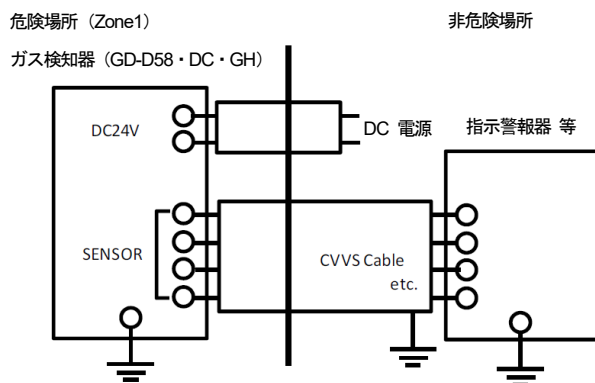 危険場所（Zone1）
非危険場所
ガス検知器（GD-D58・DC・GH）
DC24V
DC 電源
指示警報器 等
SENSOR
CVVS Cable
etc.